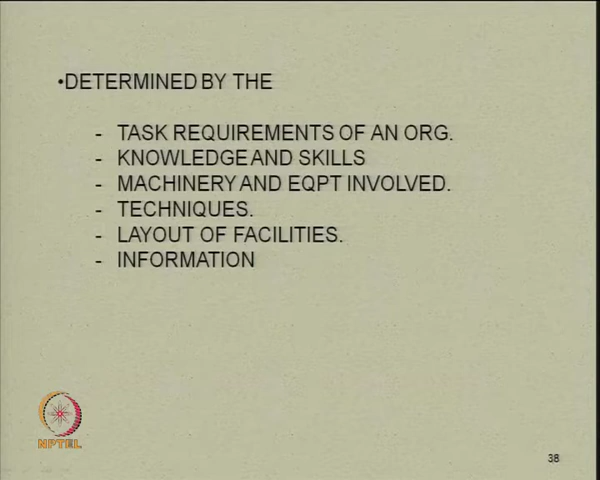 •DETERMINED BY THE
- TASK REQUIREMENTS OF AN ORG.
- KNOWLEDGE AND SKILLS
- MACHINERY AND EQPT INVOLVED.
- TECHNIQUES.
- LAYOUT OF FACILITIES.
- INFORMATION
NPTEL
38